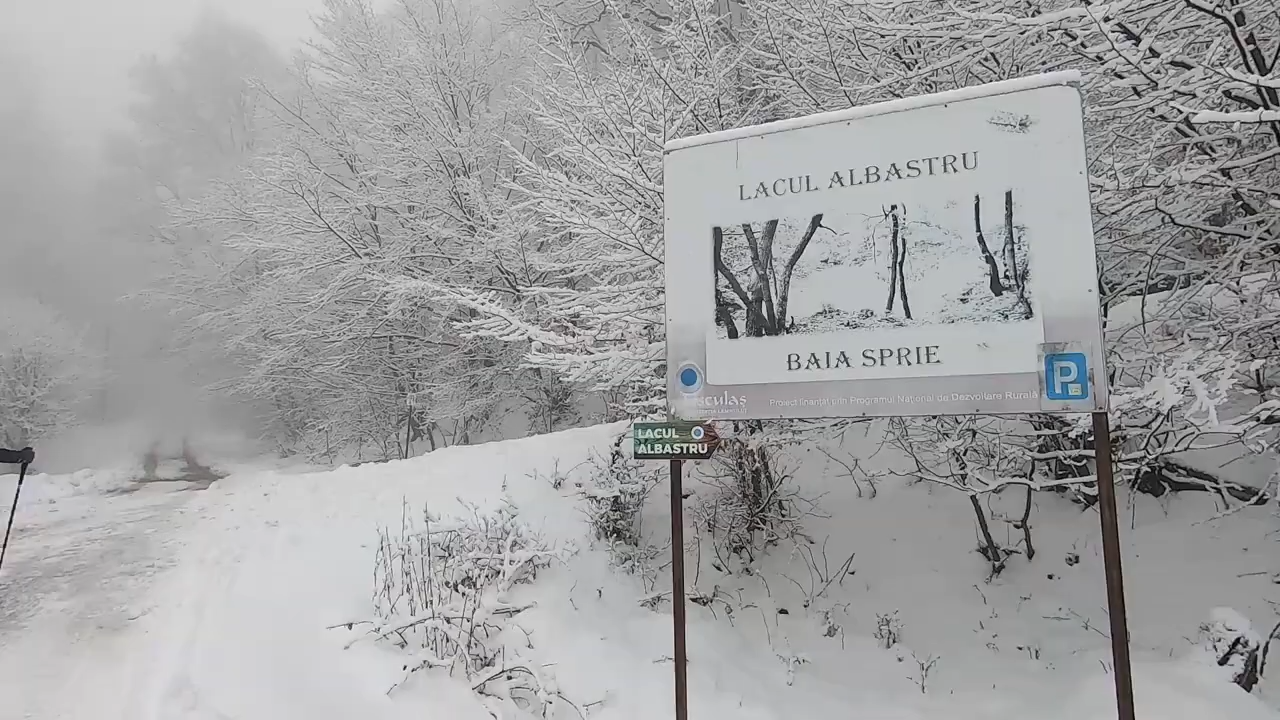 LACUL ALBASTRU
BAIA SPRIE
P
Proiect finanțat prin Programul Național de Dezvoltare Rurală
LACUL
ALBASTRU